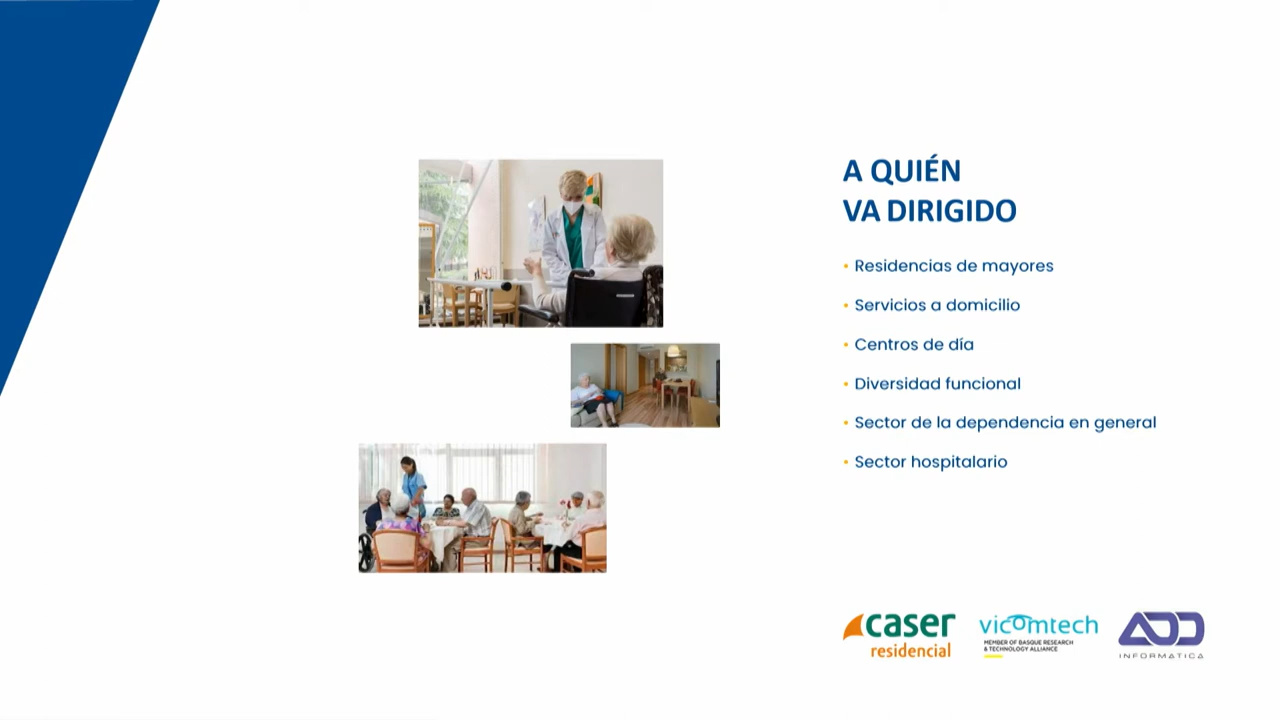 A QUIÉN
VA DIRIGIDO
• Residencias de mayores
• Servicios a domicilio
• Centros de día
• Diversidad funcional
• Sector de la dependencia en general
• Sector hospitalario
caser
residencial
vicomtech
MEMBER OF BASQUE RESEARCH
& TECHNOLOGY ALLIANCE
ADD
INFORMATICA